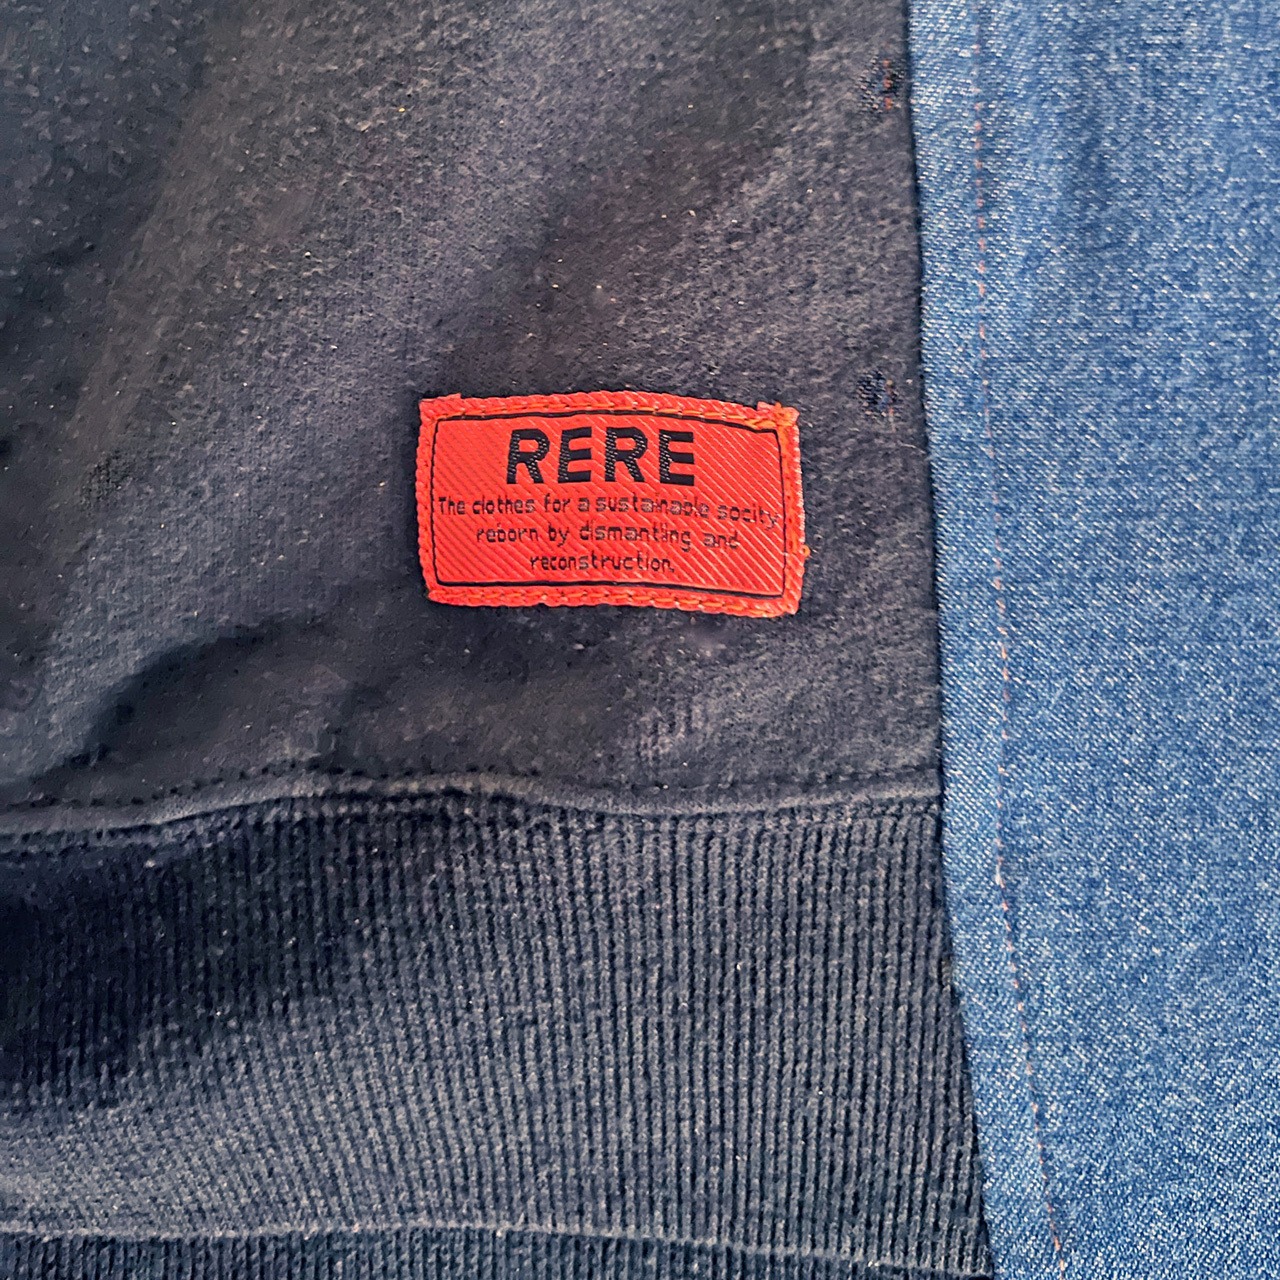 RERE
The clothes for a sustainable socity
reborn by dismantling and
reconstruction.